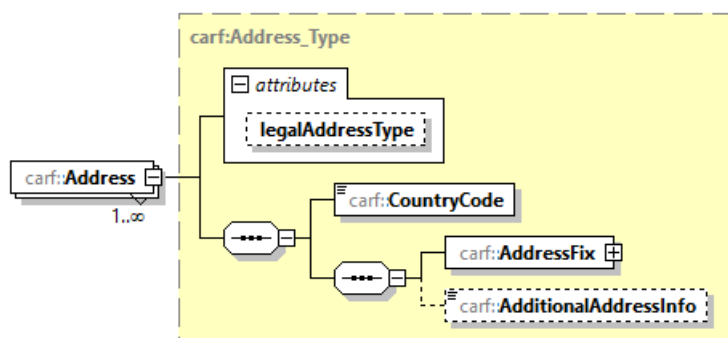 carf:Address_Type
attributes
legalAddressType
carf::Address
1..∞
carf::CountryCode
carf::AddressFix
carf::AdditionalAddressInfo